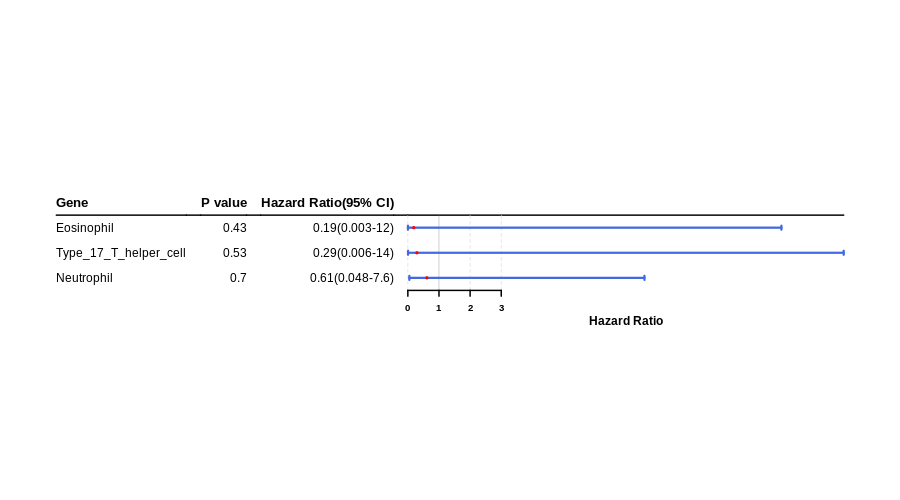 Gene P value Hazard Ratio(95% CI)
Eosinophil 0.43 0.19(0.003-12)
Type_17_T_helper_cell 0.53 0.29(0.006-14)
Neutrophil 0.7 0.61(0.048-7.6)
0 1 2 3
Hazard Ratio